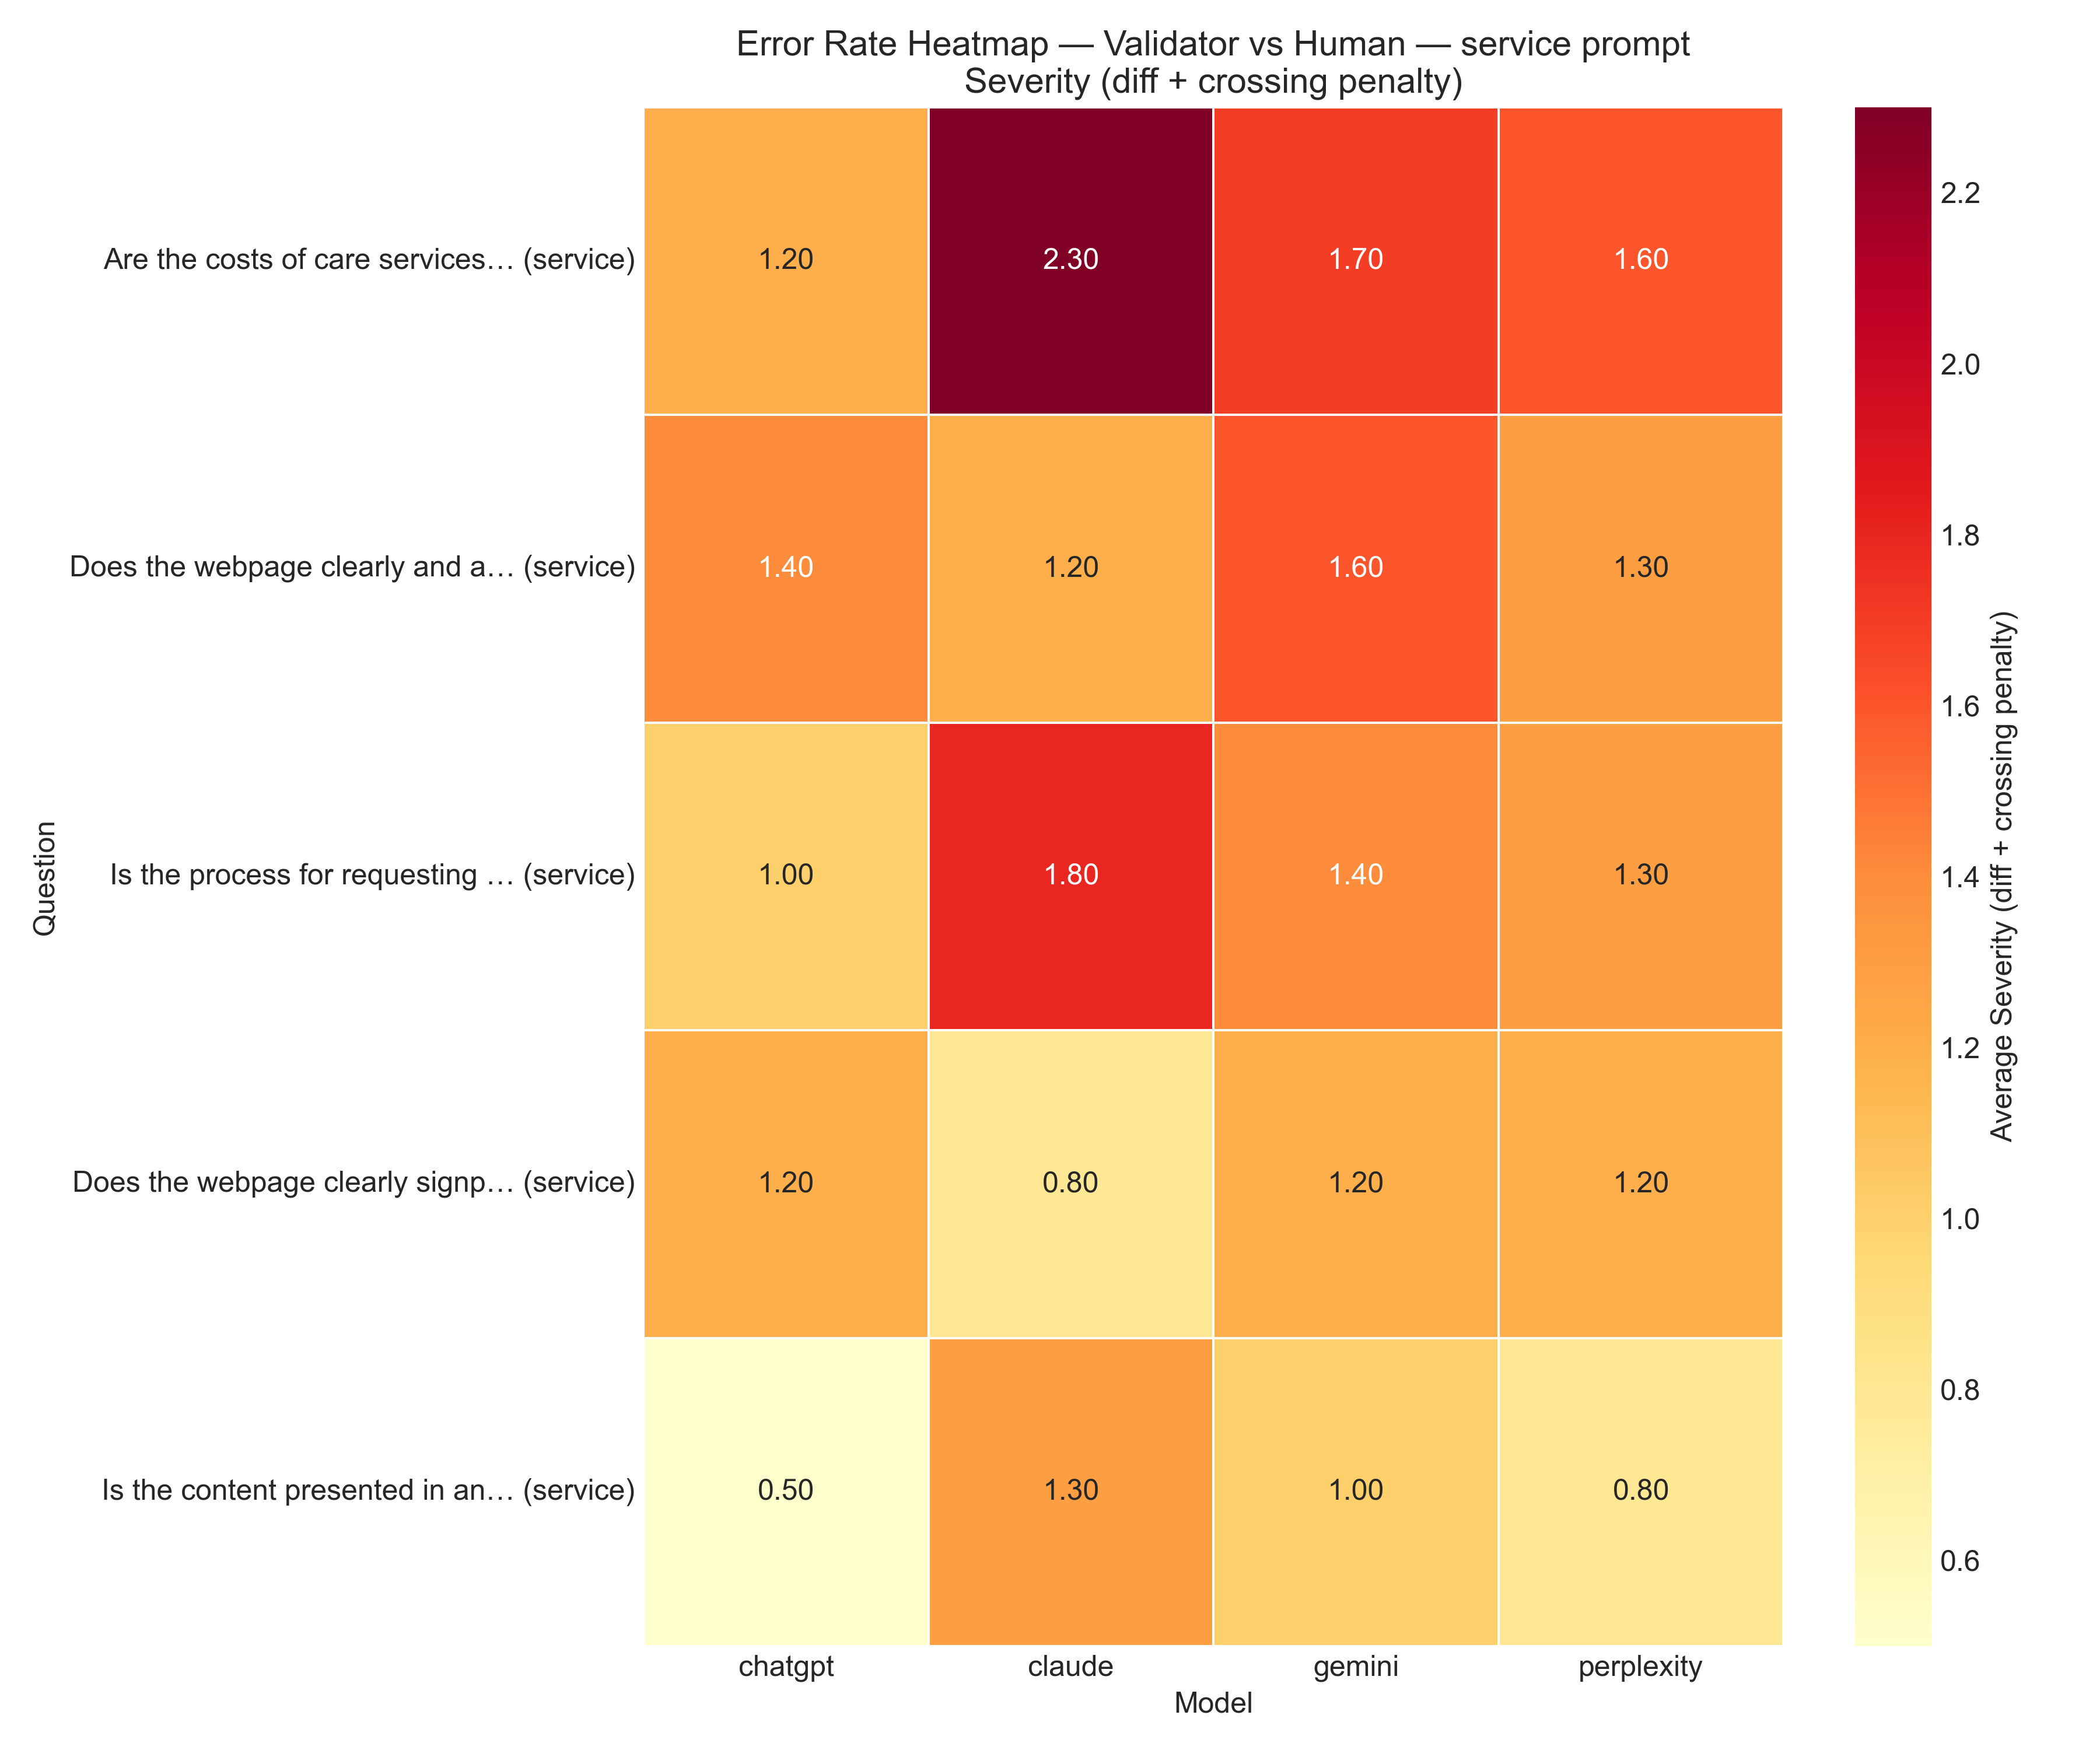 Error Rate Heatmap — Validator vs Human — service prompt
Severity (diff + crossing penalty)
Question
Are the costs of care services… (service)
1.20 2.30 1.70 1.60
Does the webpage clearly and a… (service)
1.40 1.20 1.60 1.30
Is the process for requesting … (service)
1.00 1.80 1.40 1.30
Does the webpage clearly signp… (service)
1.20 0.80 1.20 1.20
Is the content presented in an… (service)
0.50 1.30 1.00 0.80
chatgpt claude gemini perplexity
Model
2.2
2.0
1.8
1.6
1.4
1.2
1.0
0.8
0.6
Average Severity (diff + crossing penalty)